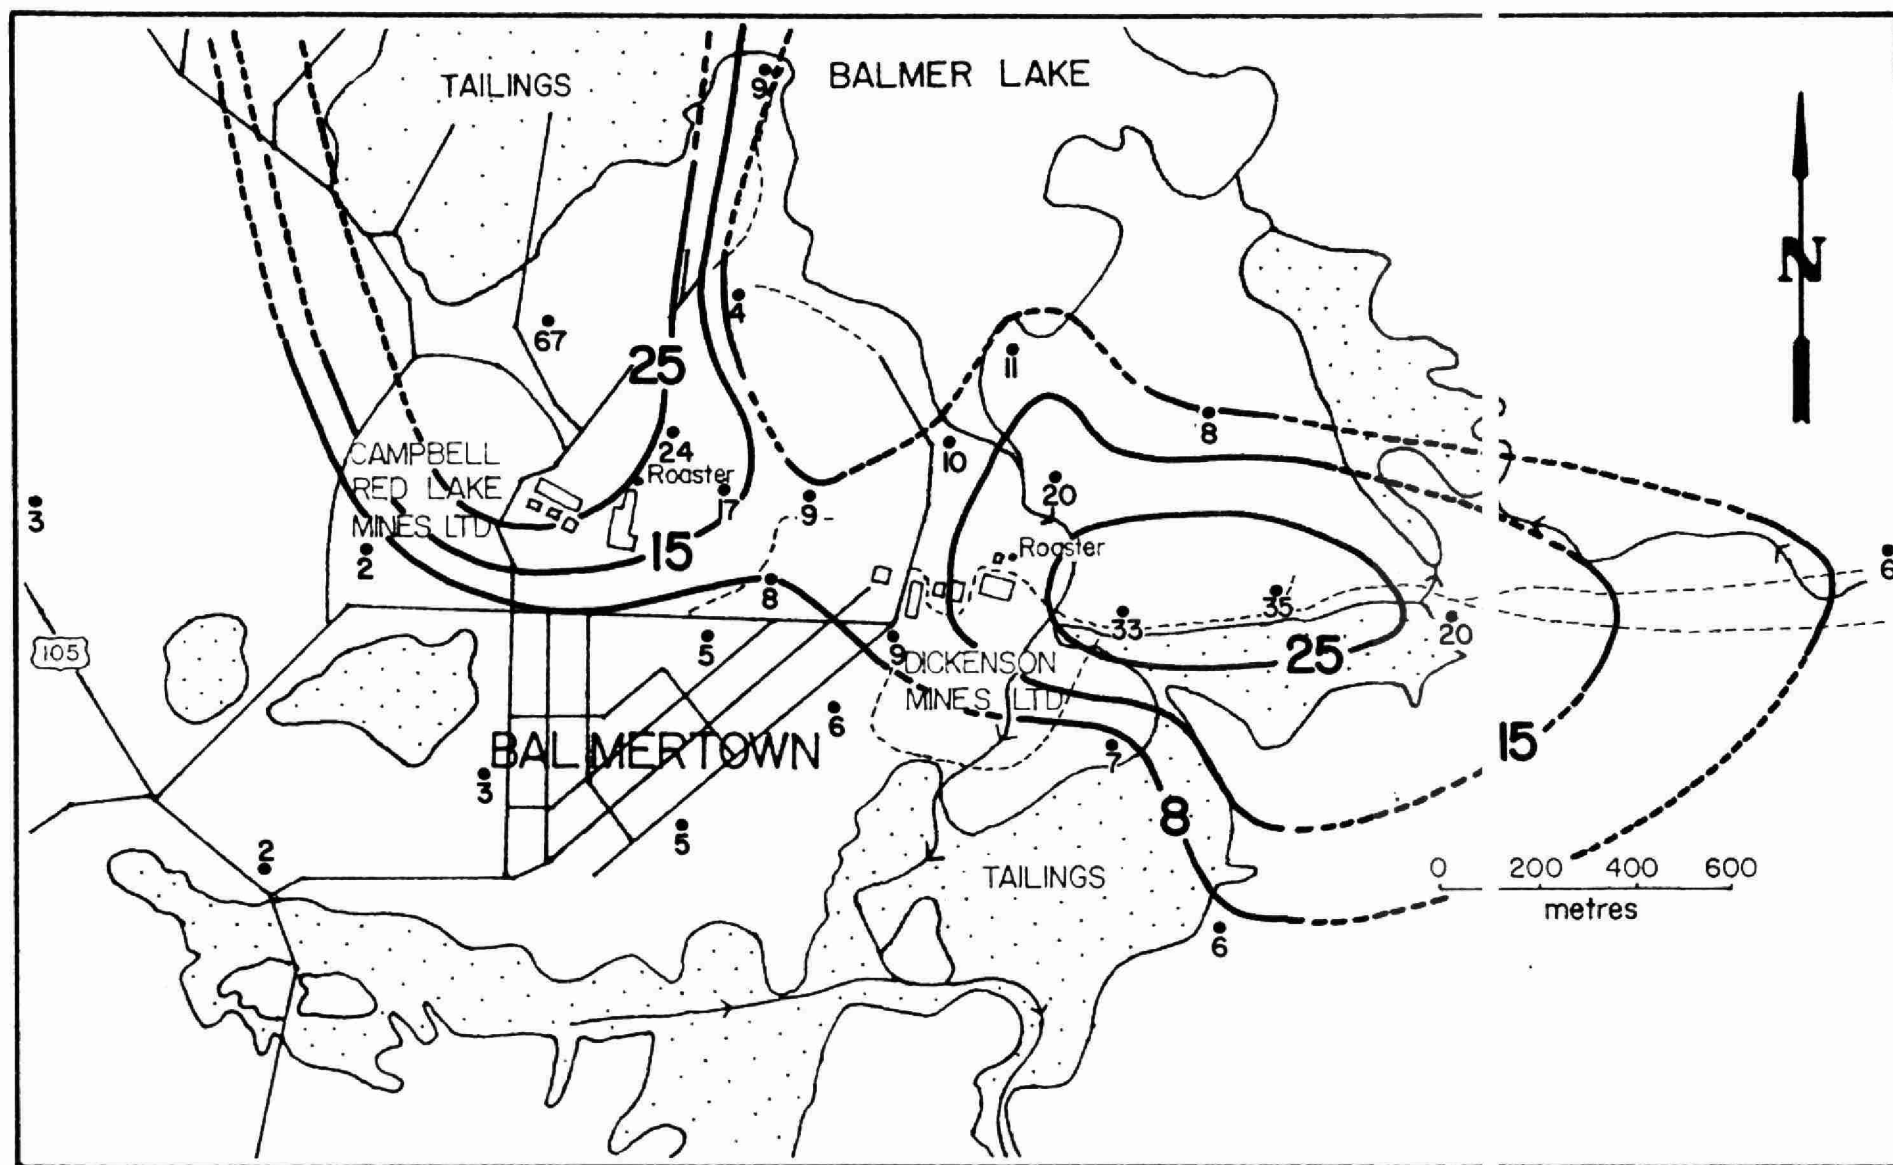 BALMER LAKE
TAILINGS
9
N
4
67
25
11
8
24
Roaster
CAMPBELL
RED LAKE
MINES LTD
17
9
10
20
3
2
15
Roaster
6
8
33
35
20
105
5
9
25
DICKENSON
MINES LTD
6
BALMERTOWN
7
15
3
8
5
2
TAILINGS
0 200 400 600
metres
6